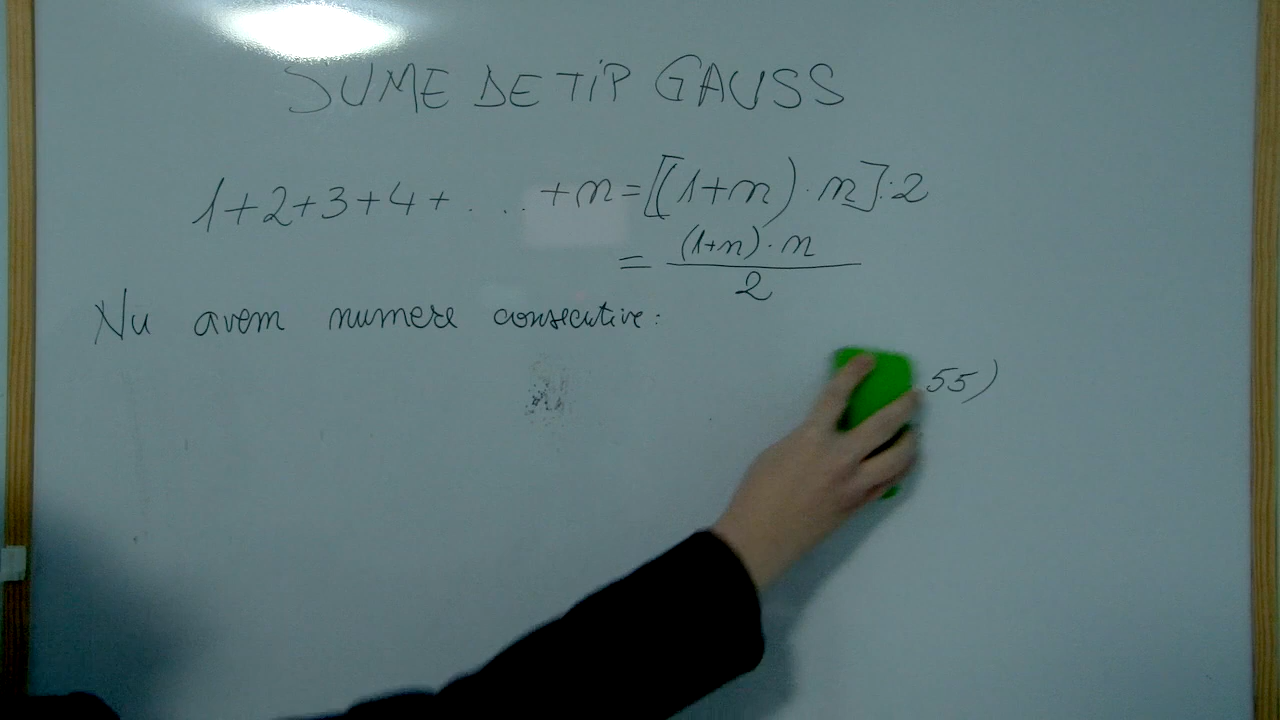 SUME DE TIP GAUSS
1+2+3+4+. ... +n=[(1+n)·n]:2
= (1+n)·n / 2
Nu avem numere consecutive:
55)